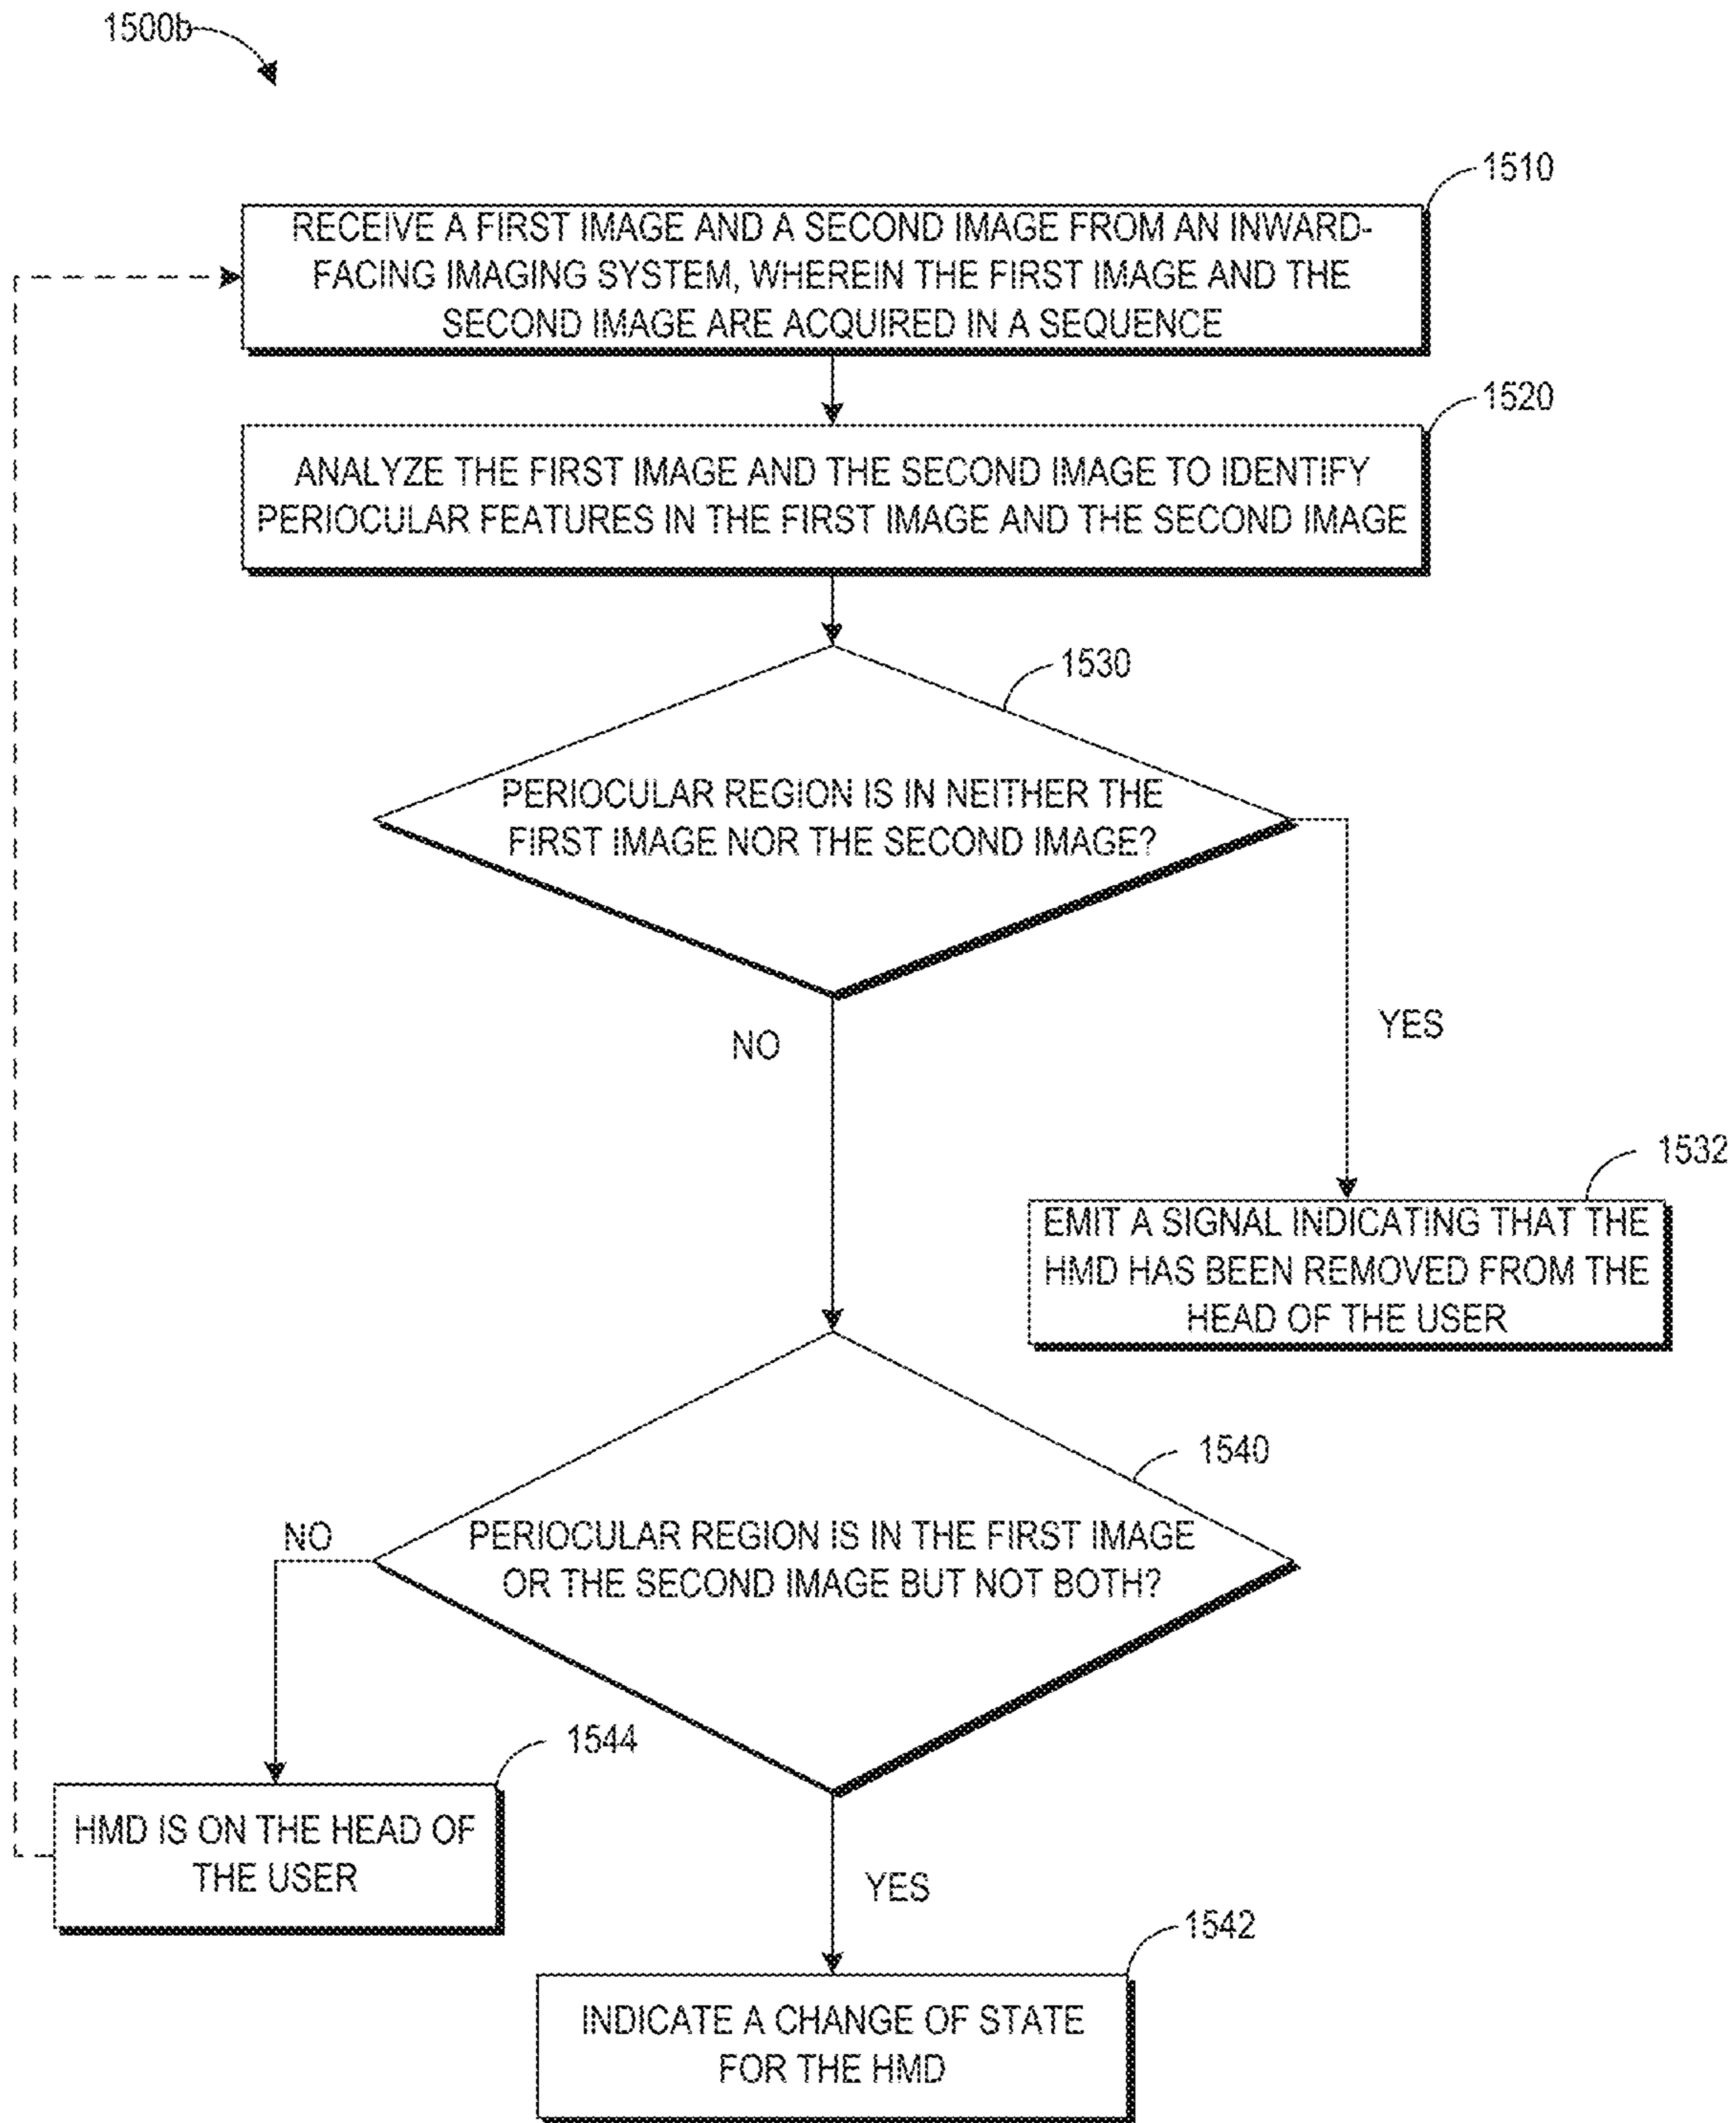 1500b
1510
RECEIVE A FIRST IMAGE AND A SECOND IMAGE FROM AN INWARD-
FACING IMAGING SYSTEM, WHEREIN THE FIRST IMAGE AND THE
SECOND IMAGE ARE ACQUIRED IN A SEQUENCE
1520
ANALYZE THE FIRST IMAGE AND THE SECOND IMAGE TO IDENTIFY
PERIOCULAR FEATURES IN THE FIRST IMAGE AND THE SECOND IMAGE
1530
PERIOCULAR REGION IS IN NEITHER THE
FIRST IMAGE NOR THE SECOND IMAGE?
NO
YES
1532
EMIT A SIGNAL INDICATING THAT THE
HMD HAS BEEN REMOVED FROM THE
HEAD OF THE USER
1540
PERIOCULAR REGION IS IN THE FIRST IMAGE
OR THE SECOND IMAGE BUT NOT BOTH?
NO
1544
HMD IS ON THE HEAD OF
THE USER
YES
1542
INDICATE A CHANGE OF STATE
FOR THE HMD